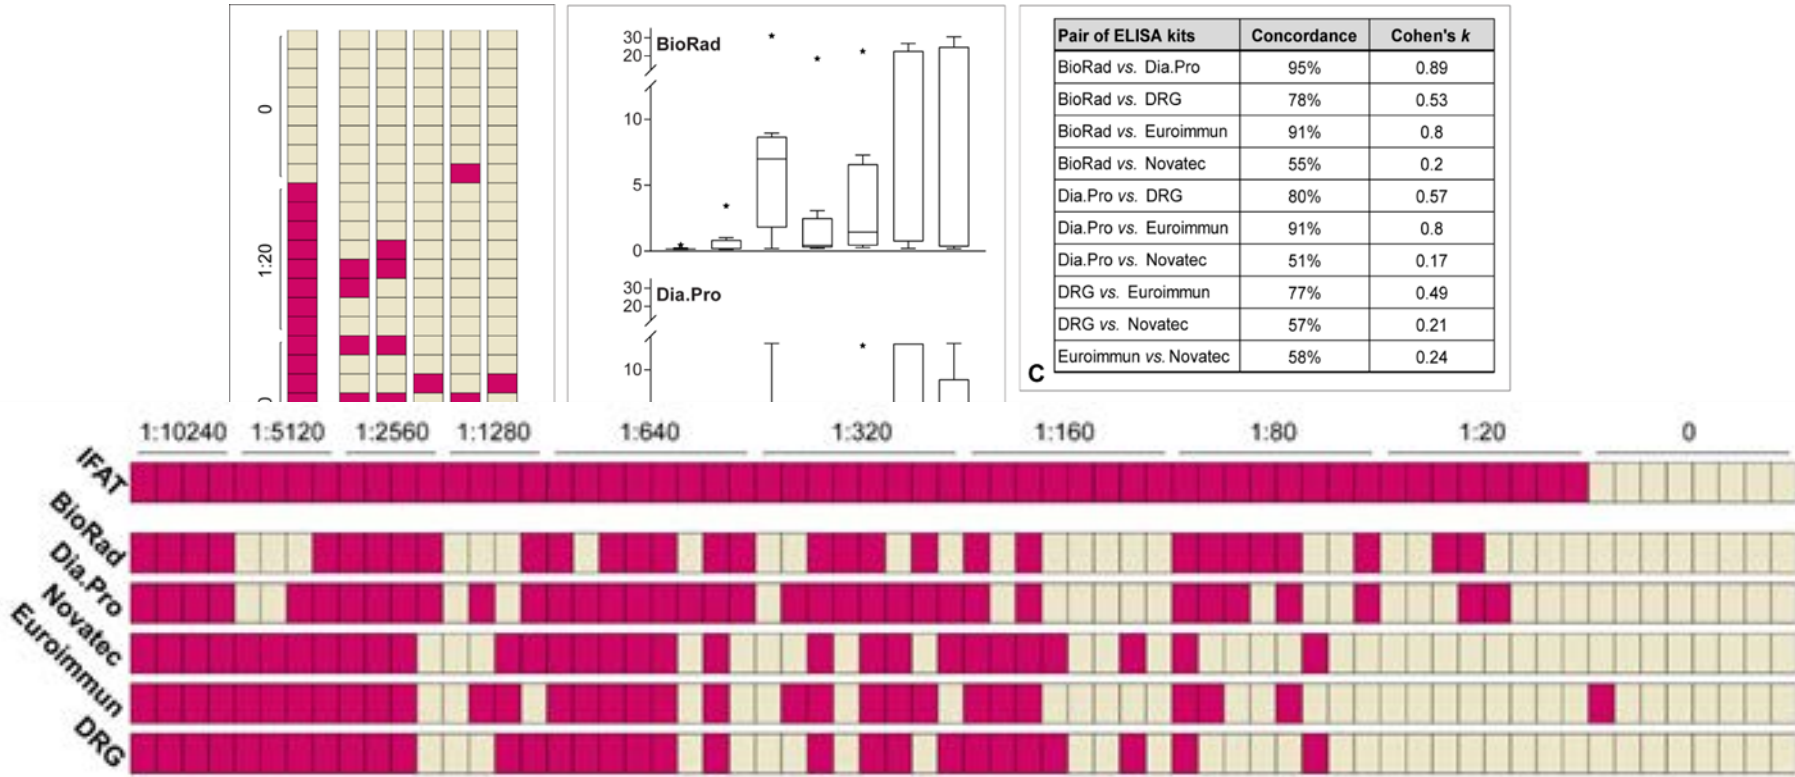 0
1:20
BioRad
30
20
10
5
0
Dia.Pro
30
20
10
Pair of ELISA kits Concordance Cohen's k
BioRad vs. Dia.Pro 95% 0.89
BioRad vs. DRG 78% 0.53
BioRad vs. Euroimmun 91% 0.8
BioRad vs. Novatec 55% 0.2
Dia.Pro vs. DRG 80% 0.57
Dia.Pro vs. Euroimmun 91% 0.8
Dia.Pro vs. Novatec 51% 0.17
DRG vs. Euroimmun 77% 0.49
DRG vs. Novatec 57% 0.21
Euroimmun vs. Novatec 58% 0.24
C
1:10240 1:5120 1:2560 1:1280 1:640 1:320 1:160 1:80 1:20 0
IFAT
BioRad
Dia.Pro
Novatec
Euroimmun
DRG